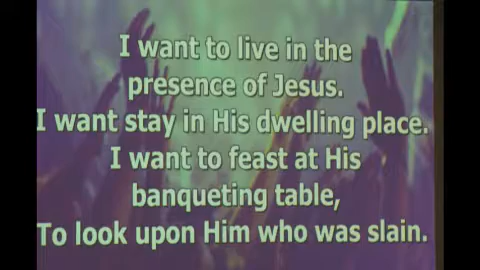 I want to live in the
presence of Jesus.
I want stay in His dwelling place.
I want to feast at His
banqueting table,
To look upon Him who was slain.